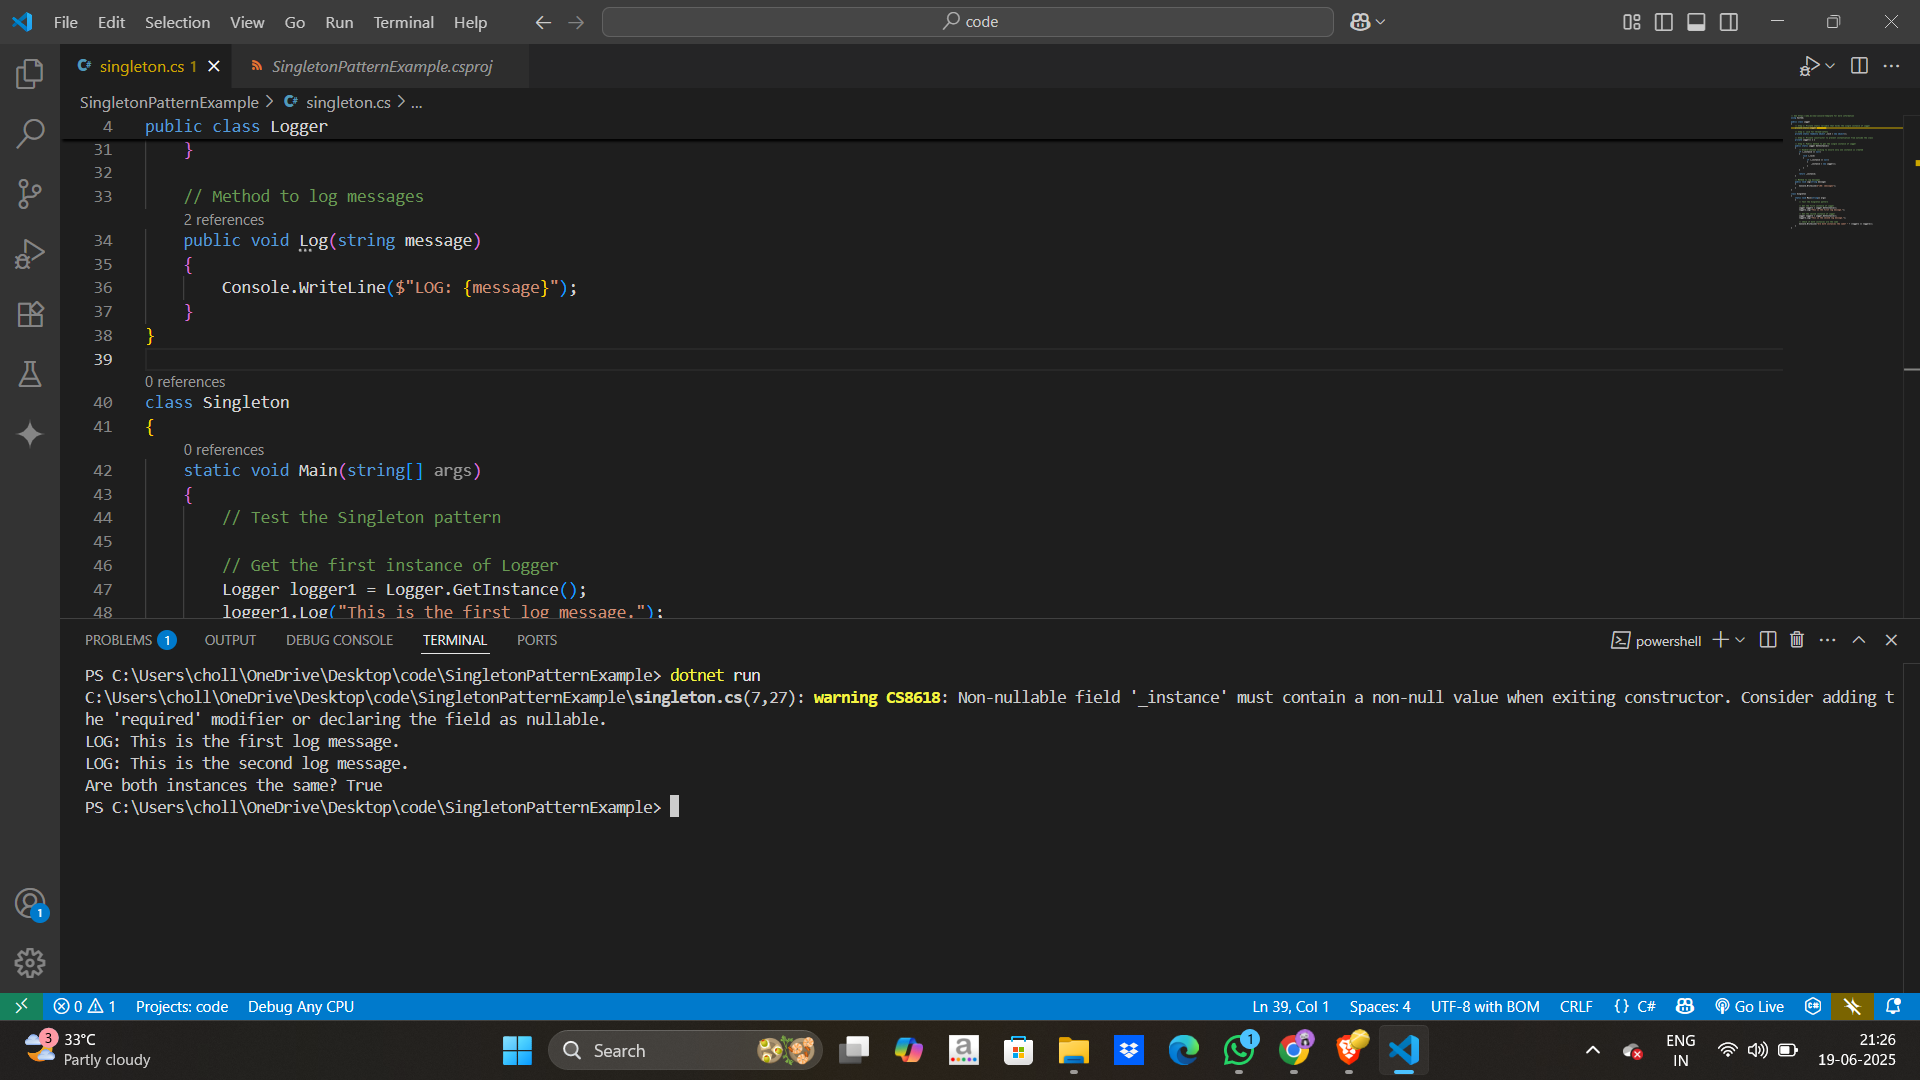 File Edit Selection View Go Run Terminal Help
code
singleton.cs 1
SingletonPatternExample.csproj
SingletonPatternExample > singleton.cs > ...
4 public class Logger
31 }
32
33 // Method to log messages
2 references
34 public void Log(string message)
35 {
36 Console.WriteLine($"LOG: {message}");
37 }
38 }
39
0 references
40 class Singleton
41 {
0 references
42 static void Main(string[] args)
43 {
44 // Test the Singleton pattern
45
46 // Get the first instance of Logger
47 Logger logger1 = Logger.GetInstance();
48 logger1.Log("This is the first log message.");
PROBLEMS 1 OUTPUT DEBUG CONSOLE TERMINAL PORTS
powershell
PS C:\Users\choll\OneDrive\Desktop\code\SingletonPatternExample> dotnet run
C:\Users\choll\OneDrive\Desktop\code\SingletonPatternExample\singleton.cs(7,27): warning CS8618: Non-nullable field '_instance' must contain a non-null value when exiting constructor. Consider adding t
he 'required' modifier or declaring the field as nullable.
LOG: This is the first log message.
LOG: This is the second log message.
Are both instances the same? True
PS C:\Users\choll\OneDrive\Desktop\code\SingletonPatternExample>
1
0 1 Projects: code Debug Any CPU
Ln 39, Col 1 Spaces: 4 UTF-8 with BOM CRLF {} C# Go Live
3
33°C
Partly cloudy
Search
1
ENG
IN
21:26
19-06-2025